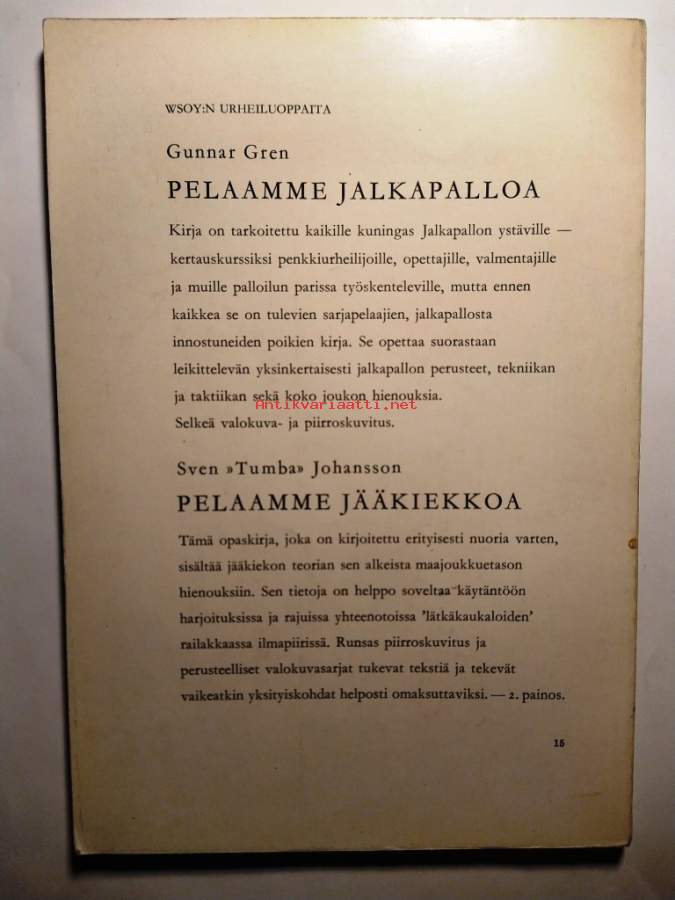 WSOY:N URHEILUOPPAITA
Gunnar Gren
PELAAMME JALKAPALLOA
Kirja on tarkoitettu kaikille kuningas Jalkapallon ystäville —
kertauskurssiksi penkkiurheilijoille, opettajille, valmentajille
ja muille palloilun parissa työskenteleville, mutta ennen
kaikkea se on tulevien sarjapelaajien, jalkapallosta
innostuneiden poikien kirja. Se opettaa suorastaan
leikittelevän yksinkertaisesti jalkapallon perusteet, tekniikan
ja taktiikan sekä koko joukon hienouksia.
Antikvariaatti.net
Selkeä valokuva- ja piirroskuvitus.
Sven »Tumba» Johansson
PELAAMME JÄÄKIEKKOA
Tämä opaskirja, joka on kirjoitettu erityisesti nuoria varten,
sisältää jääkiekon teorian sen alkeista maajoukkuetason
hienouksiin. Sen tietoja on helppo soveltaa käytäntöön
harjoituksissa ja rajuissa yhteenotoissa 'lätkäkaukaloiden'
railakkaassa ilmapiirissä. Runsas piirroskuvitus ja
perusteelliset valokuvasarjat tukevat tekstiä ja tekevät
vaikeatkin yksityiskohdat helposti omaksuttaviksi. — 2. painos.
15